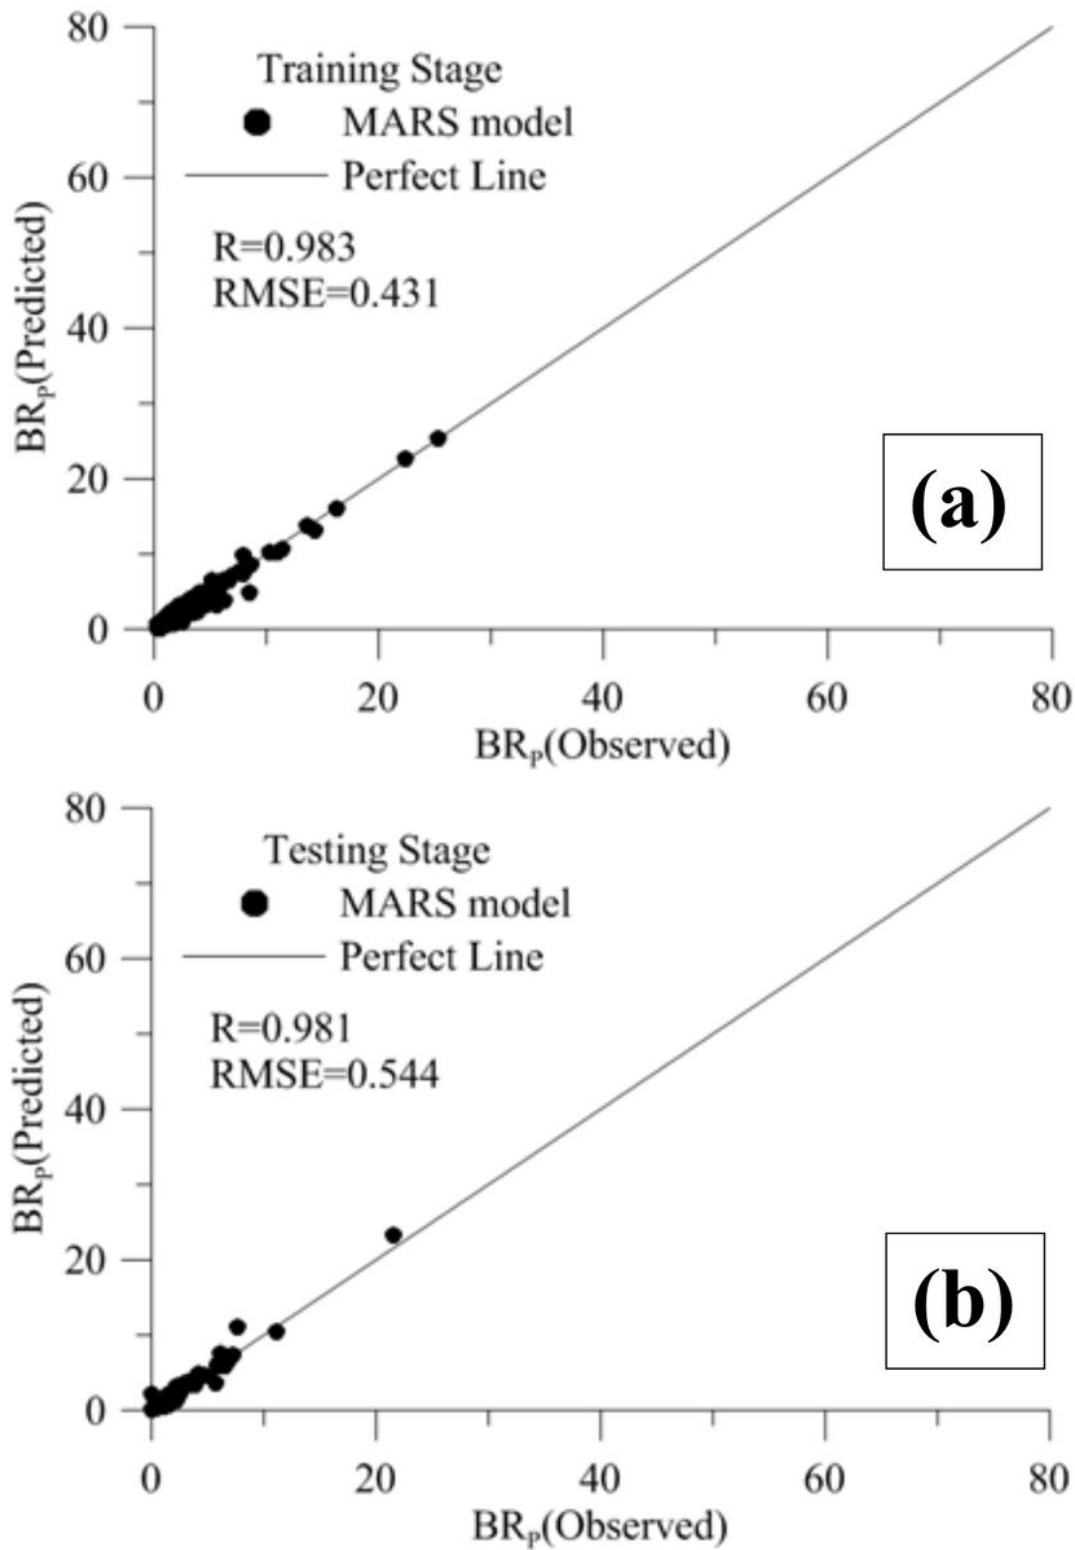 80
Training Stage
MARS model
60
Perfect Line
R=0.983
RMSE=0.431
40
BRP(Predicted)
20
(a)
0
0 20 40 60 80
BRP(Observed)
80
Testing Stage
MARS model
60
Perfect Line
R=0.981
RMSE=0.544
40
BRP(Predicted)
20
(b)
0
0 20 40 60 80
BRP(Observed)